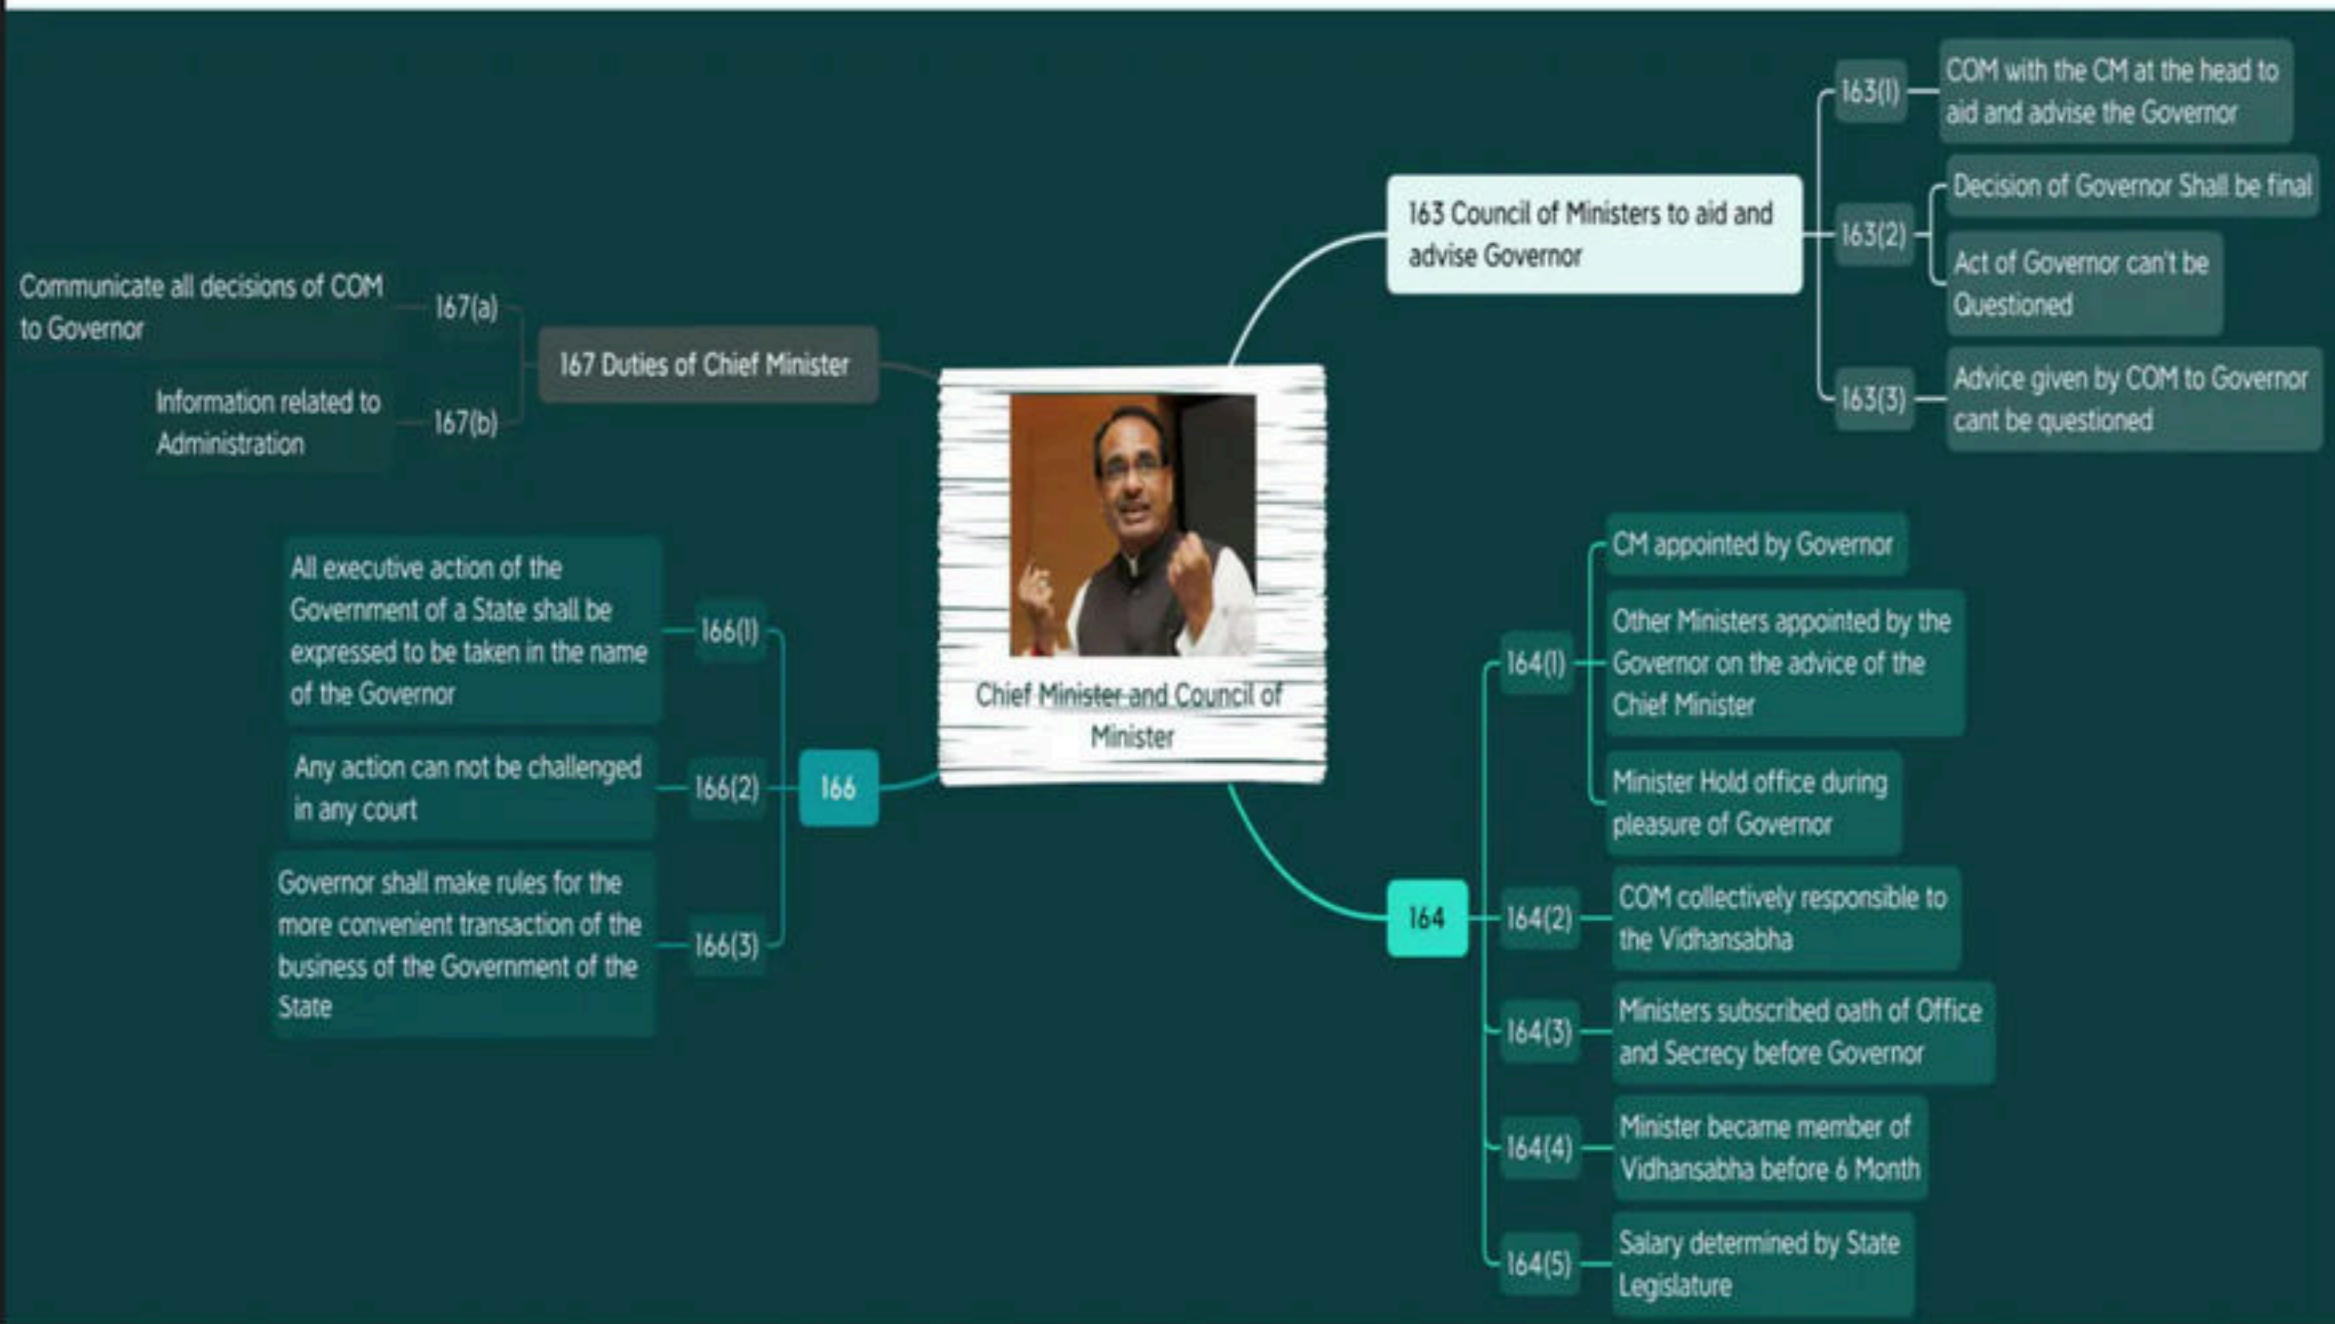 163(1)
COM with the CM at the head to
aid and advise the Governor
163 Council of Ministers to aid and
advise Governor
163(2)
Decision of Governor Shall be final
Act of Governor can't be
Questioned
163(3)
Advice given by COM to Governor
cant be questioned
Communicate all decisions of COM
to Governor
167(a)
167 Duties of Chief Minister
Information related to
Administration
167(b)
Chief Minister and Council of
Minister
All executive action of the
Government of a State shall be
expressed to be taken in the name
of the Governor
166(1)
Any action can not be challenged
in any court
166(2)
166
Governor shall make rules for the
more convenient transaction of the
business of the Government of the
State
166(3)
164
164(1)
CM appointed by Governor
Other Ministers appointed by the
Governor on the advice of the
Chief Minister
Minister Hold office during
pleasure of Governor
164(2)
COM collectively responsible to
the Vidhansabha
164(3)
Ministers subscribed oath of Office
and Secrecy before Governor
164(4)
Minister became member of
Vidhansabha before 6 Month
164(5)
Salary determined by State
Legislature